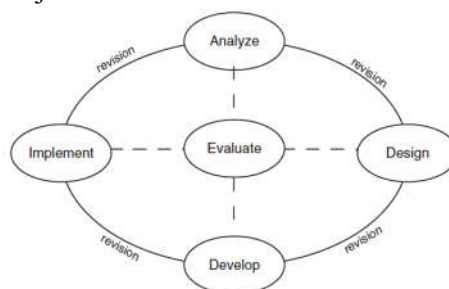 Analyze
revision
revision
Implement
Evaluate
Design
revision
revision
Develop